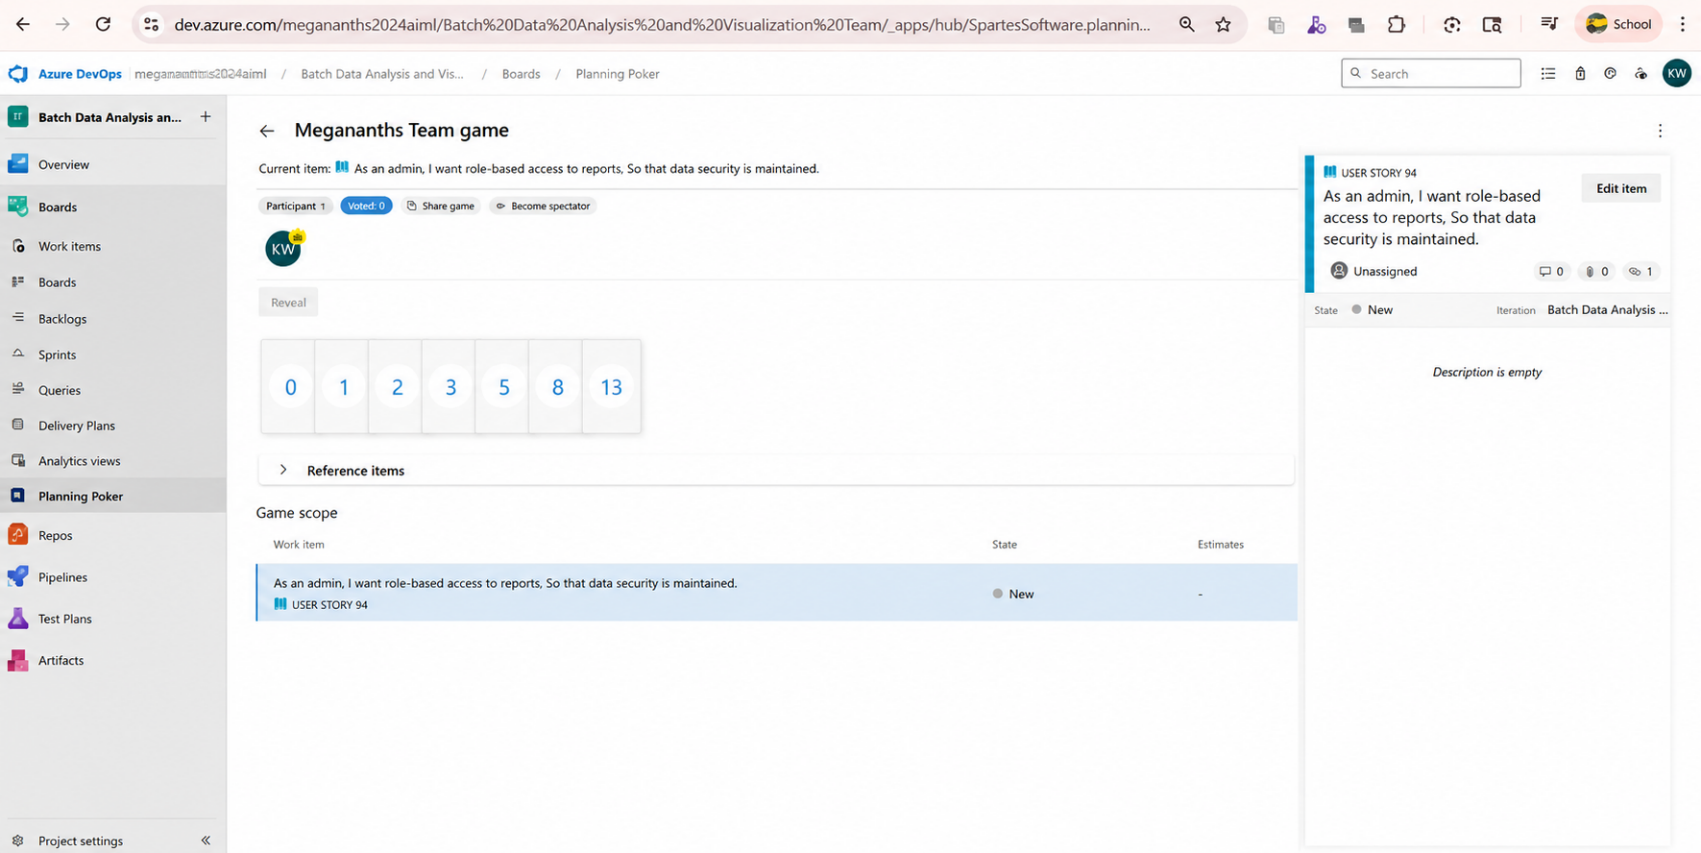 dev.azure.com/megananths2024aiml/Batch%20Data%20Analysis%20and%20Visualization%20Team/_apps/hub/SpartesSoftware.plannin...
School
Azure DevOps megananths2024aiml / Batch Data Analysis and Vis... / Boards / Planning Poker
Search
KW
Batch Data Analysis an... +
Overview
Boards
Work items
Boards
Backlogs
Sprints
Queries
Delivery Plans
Analytics views
Planning Poker
Repos
Pipelines
Test Plans
Artifacts
Project settings
Megananths Team game
Current item: As an admin, I want role-based access to reports, So that data security is maintained.
Participant 1 Voted: 0 Share game Become spectator
KW
Reveal
0 1 2 3 5 8 13
Reference items
Game scope
Work item State Estimates
As an admin, I want role-based access to reports, So that data security is maintained.
USER STORY 94
New -
USER STORY 94
Edit item
As an admin, I want role-based
access to reports, So that data
security is maintained.
Unassigned 0 0 1
State New Iteration Batch Data Analysis ...
Description is empty